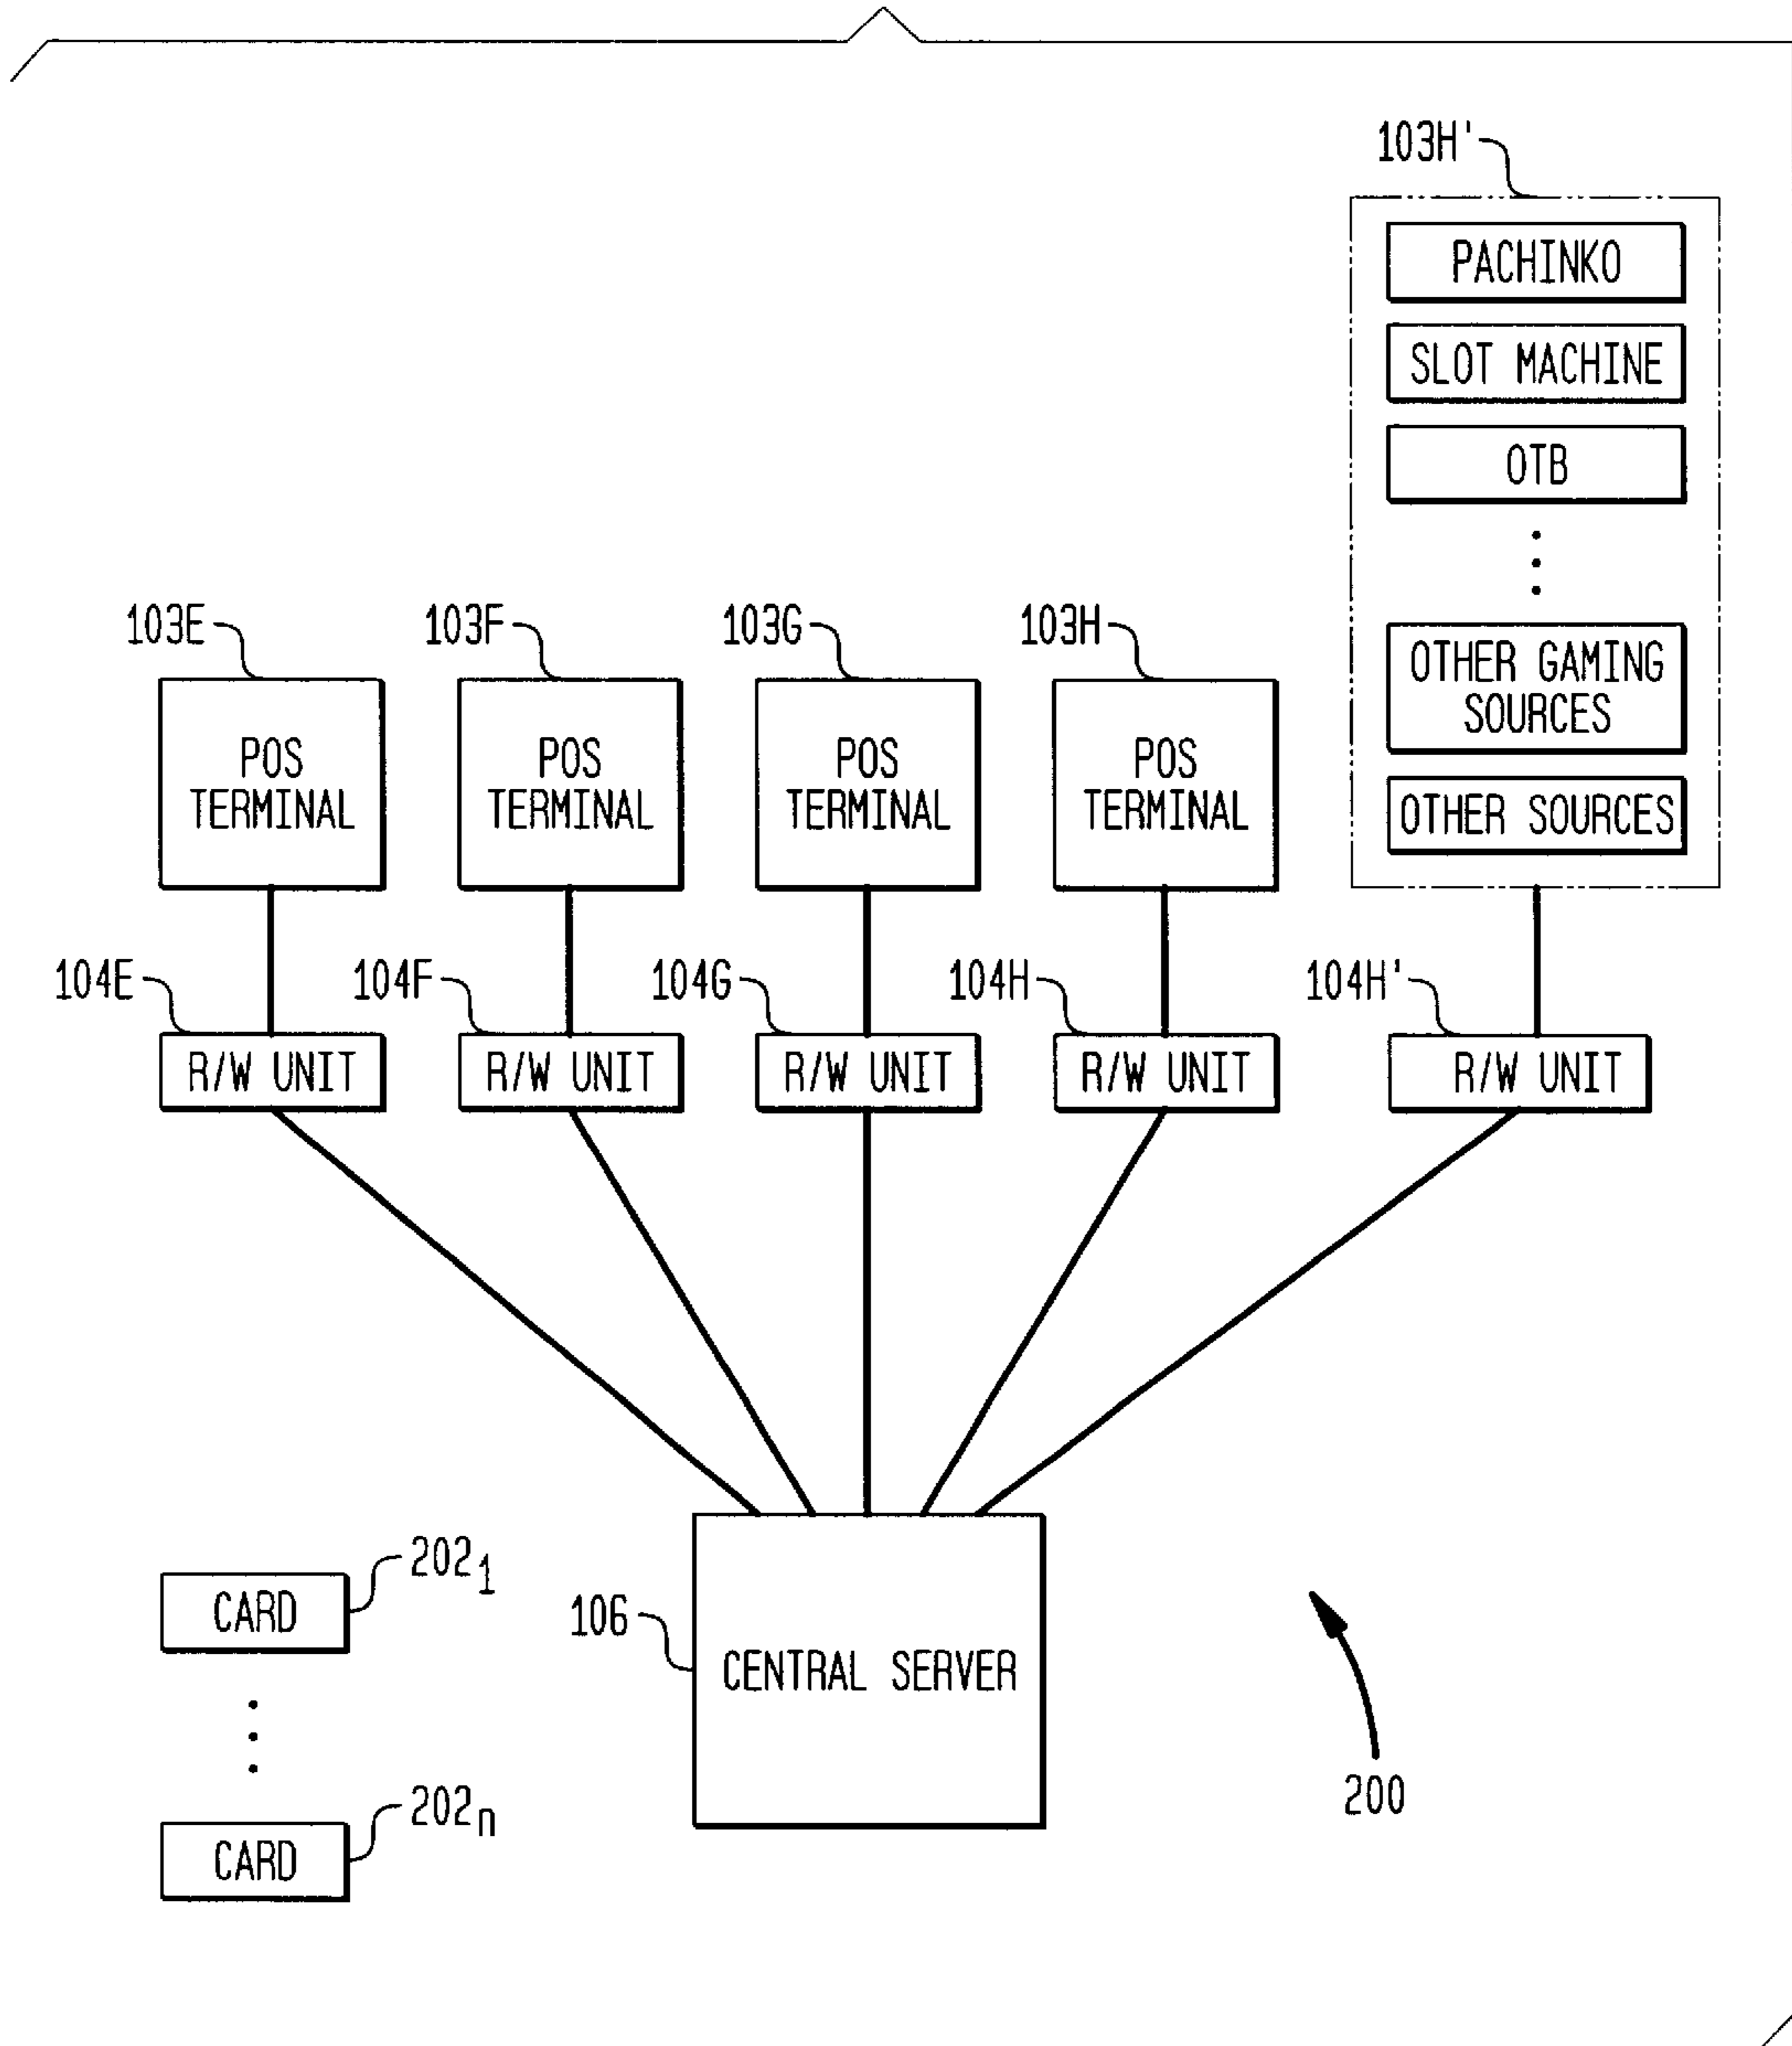 103H'
PACHINKO
SLOT MACHINE
OTB
OTHER GAMING
SOURCES
OTHER SOURCES
103E
103F
103G
103H
POS
TERMINAL
POS
TERMINAL
POS
TERMINAL
POS
TERMINAL
104E
104F
104G
104H
104H'
R/W UNIT
R/W UNIT
R/W UNIT
R/W UNIT
R/W UNIT
202₁
CARD
106
CENTRAL SERVER
200
202ₙ
CARD